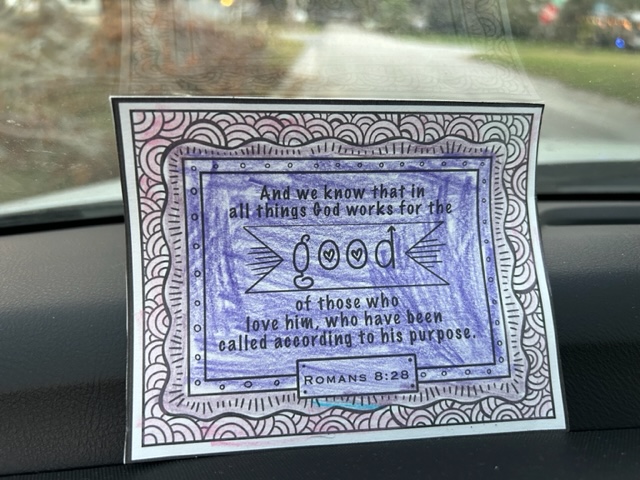 And we know that in
all things God works for the
good
of those who
love him, who have been
called according to his purpose.
ROMANS 8:28